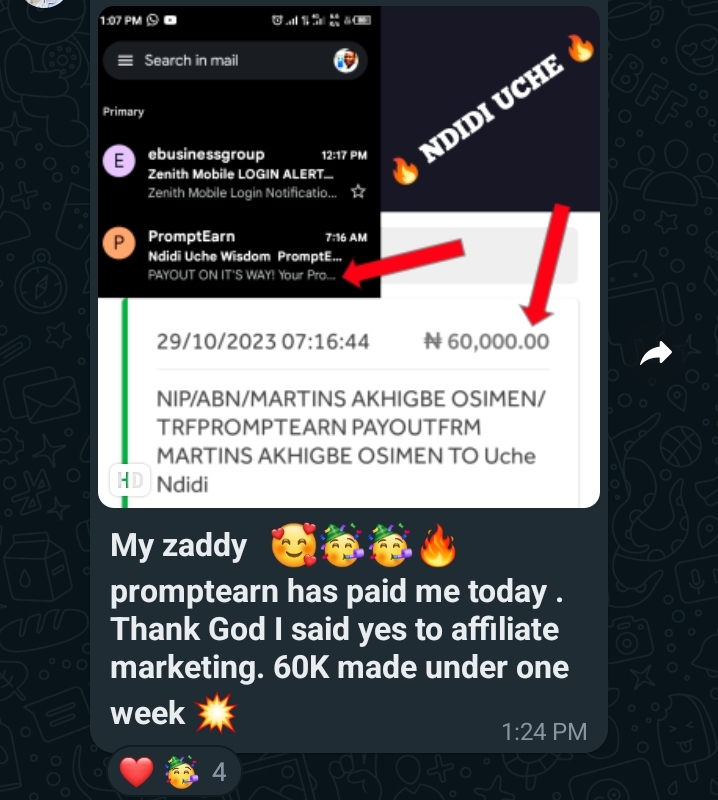 1:07 PM
Search in mail
Primary
E
ebusinessgroup 12:17 PM
Zenith Mobile LOGIN ALERT...
Zenith Mobile Login Notificatio...
P
PromptEarn 7:16 AM
Ndidi Uche Wisdom PromptE...
PAYOUT ON IT'S WAY! Your Pro...
🔥 NDIDI UCHE 🔥
29/10/2023 07:16:44 ₦ 60,000.00
NIP/ABN/MARTINS AKHIGBE OSIMEN/
TRFPROMPTEARN PAYOUTFRM
MARTINS AKHIGBE OSIMEN TO Uche
Ndidi
HD
My zaddy 🥰🥳🥳🔥
promptearn has paid me today .
Thank God I said yes to affiliate
marketing. 60K made under one
week 💥
1:24 PM
❤️ 🥳 4